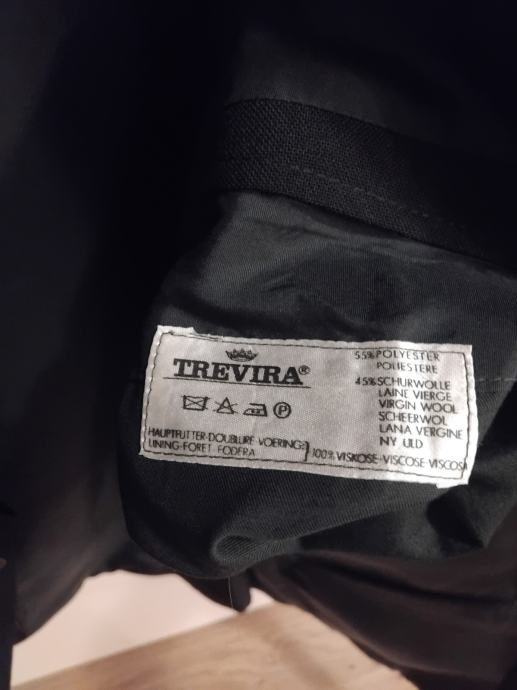 TREVIRA®
P
55% POLYESTER
POLIESTERE
45% SCHURWOLLE
LAINE VIERGE
VIRGIN WOOL
SCHEERWOL
LANA VERGINE
NY ULD
HAUPTFUTTER-DOUBLURE-VOERING
LINING-FORET FODERA
100% VISKOSE-VISCOSE VISCOSA